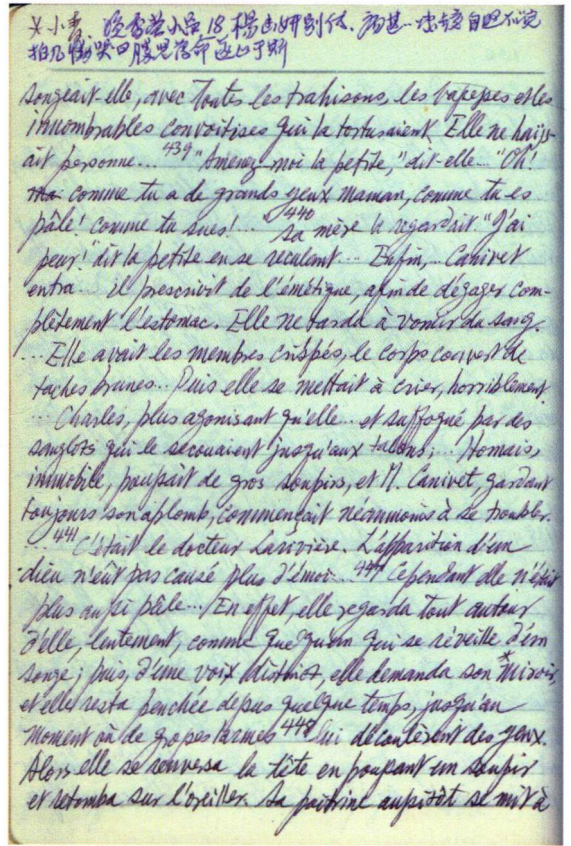 songeait-elle, avec toutes les trahisons, les bassesses et les
innombrables convoitises qui la torturaient Elle ne haïss-
ait personne... 439 "Amenez-moi la petite," dit-elle... "Oh!
comme tu a de grands yeux maman, comme tu es
pâle! comme tu sues!... " 440 Sa mère la regardait. "J'ai
peur!" dit la petite en se reculant... Enfin,... Canivet
entra... il prescrivit de l'émétique, afin de dégager com-
plètement l'estomac. Elle ne tarda à vomir du sang.
... Elle avait les membres crispés, le corps couvert de
taches brunes... Puis elle se mettait à crier, horriblement
... Charles, plus agonisant qu'elle... et suffoqué par des
sanglots qui le secouaient jusqu'aux talons;... Homais,
immobile, poussait de gros soupirs, et M. Canivet, gardant
toujours son aplomb, commençait néanmoins à se troubler.
... 441 C'était le docteur Larivière. L'apparition d'un
dieu n'eût pas causé plus d'émoi... 447 Cependant elle n'était
plus aussi pâle... En effet, elle regarda tout autour
d'elle, lentement, comme quelqu'un qui se réveille d'un
songe; puis, d'une voix distincte, elle demanda son miroir,
et elle resta penchée depus quelque temps, jusqu'au
moment où de grosses larmes 448 lui découlèrent des yeux.
Alors elle se renversa la tête en poussant un soupir
et retomba sur l'oreiller. Sa poitrine aussitôt se mit à